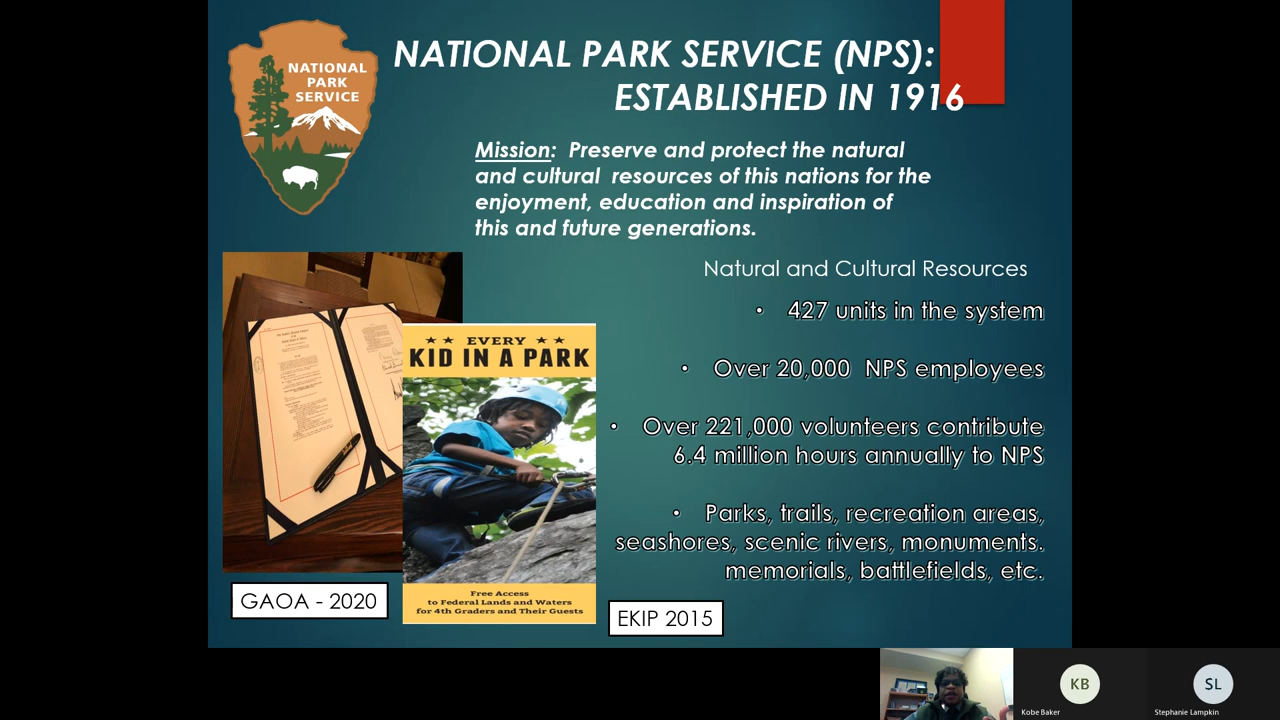 NATIONAL
PARK
SERVICE
NATIONAL PARK SERVICE (NPS):
ESTABLISHED IN 1916
Mission: Preserve and protect the natural
and cultural resources of this nations for the
enjoyment, education and inspiration of
this and future generations.
Natural and Cultural Resources
• 427 units in the system
• Over 20,000 NPS employees
• Over 221,000 volunteers contribute
6.4 million hours annually to NPS
• Parks, trails, recreation areas,
seashores, scenic rivers, monuments.
memorials, battlefields, etc.
★★ EVERY ★★
KID IN A PARK
Free Access
to Federal Lands and Waters
for 4th Graders and Their Guests
GAOA - 2020
EKIP 2015
KB
Kobe Baker
SL
Stephanie Lampkin